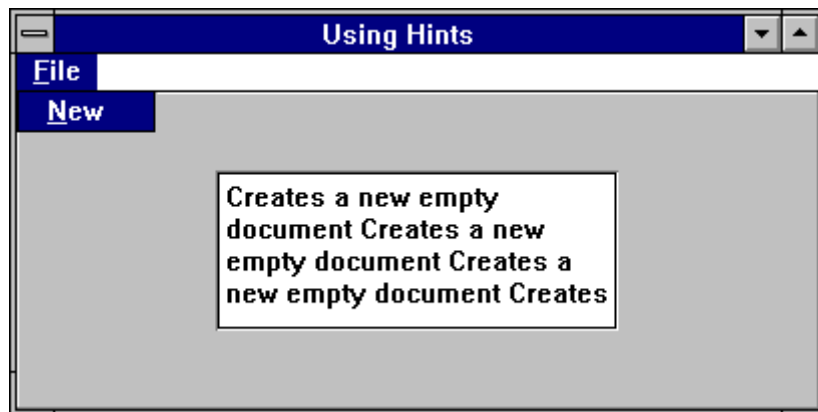 Using Hints
File
New
Creates a new empty
document Creates a new
empty document Creates a
new empty document Creates